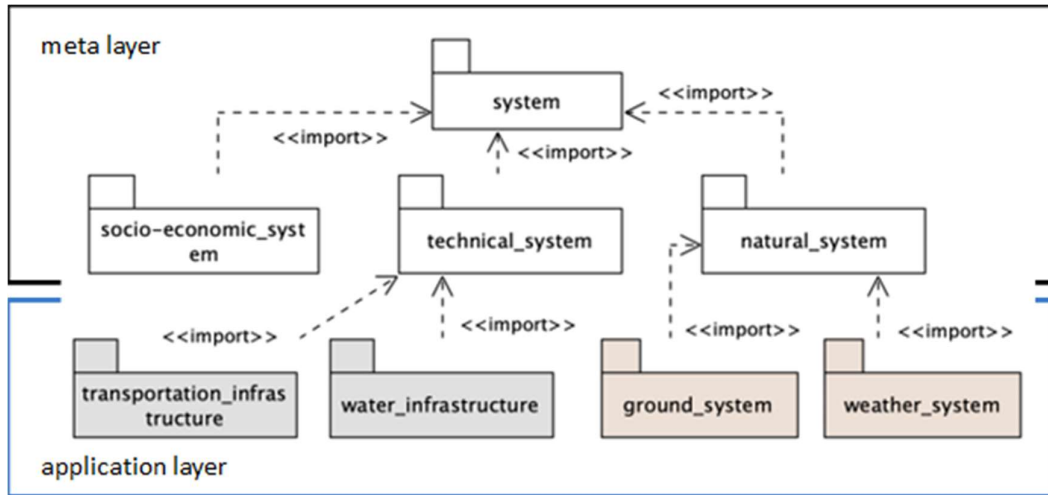 meta layer
system
<<import>>
<<import>>
<<import>>
socio-economic_syst
em
technical_system
natural_system
<<import>>
<<import>>
<<import>>
<<import>>
transportation_infras
tructure
water_infrastructure
ground_system
weather_system
application layer